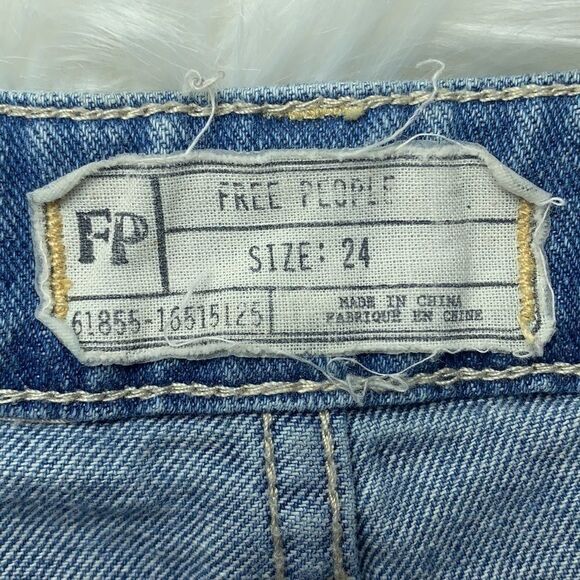 FP
FREE PEOPLE
SIZE: 24
61855-16515125
MADE IN CHINA
FABRIQUE EN CHINE